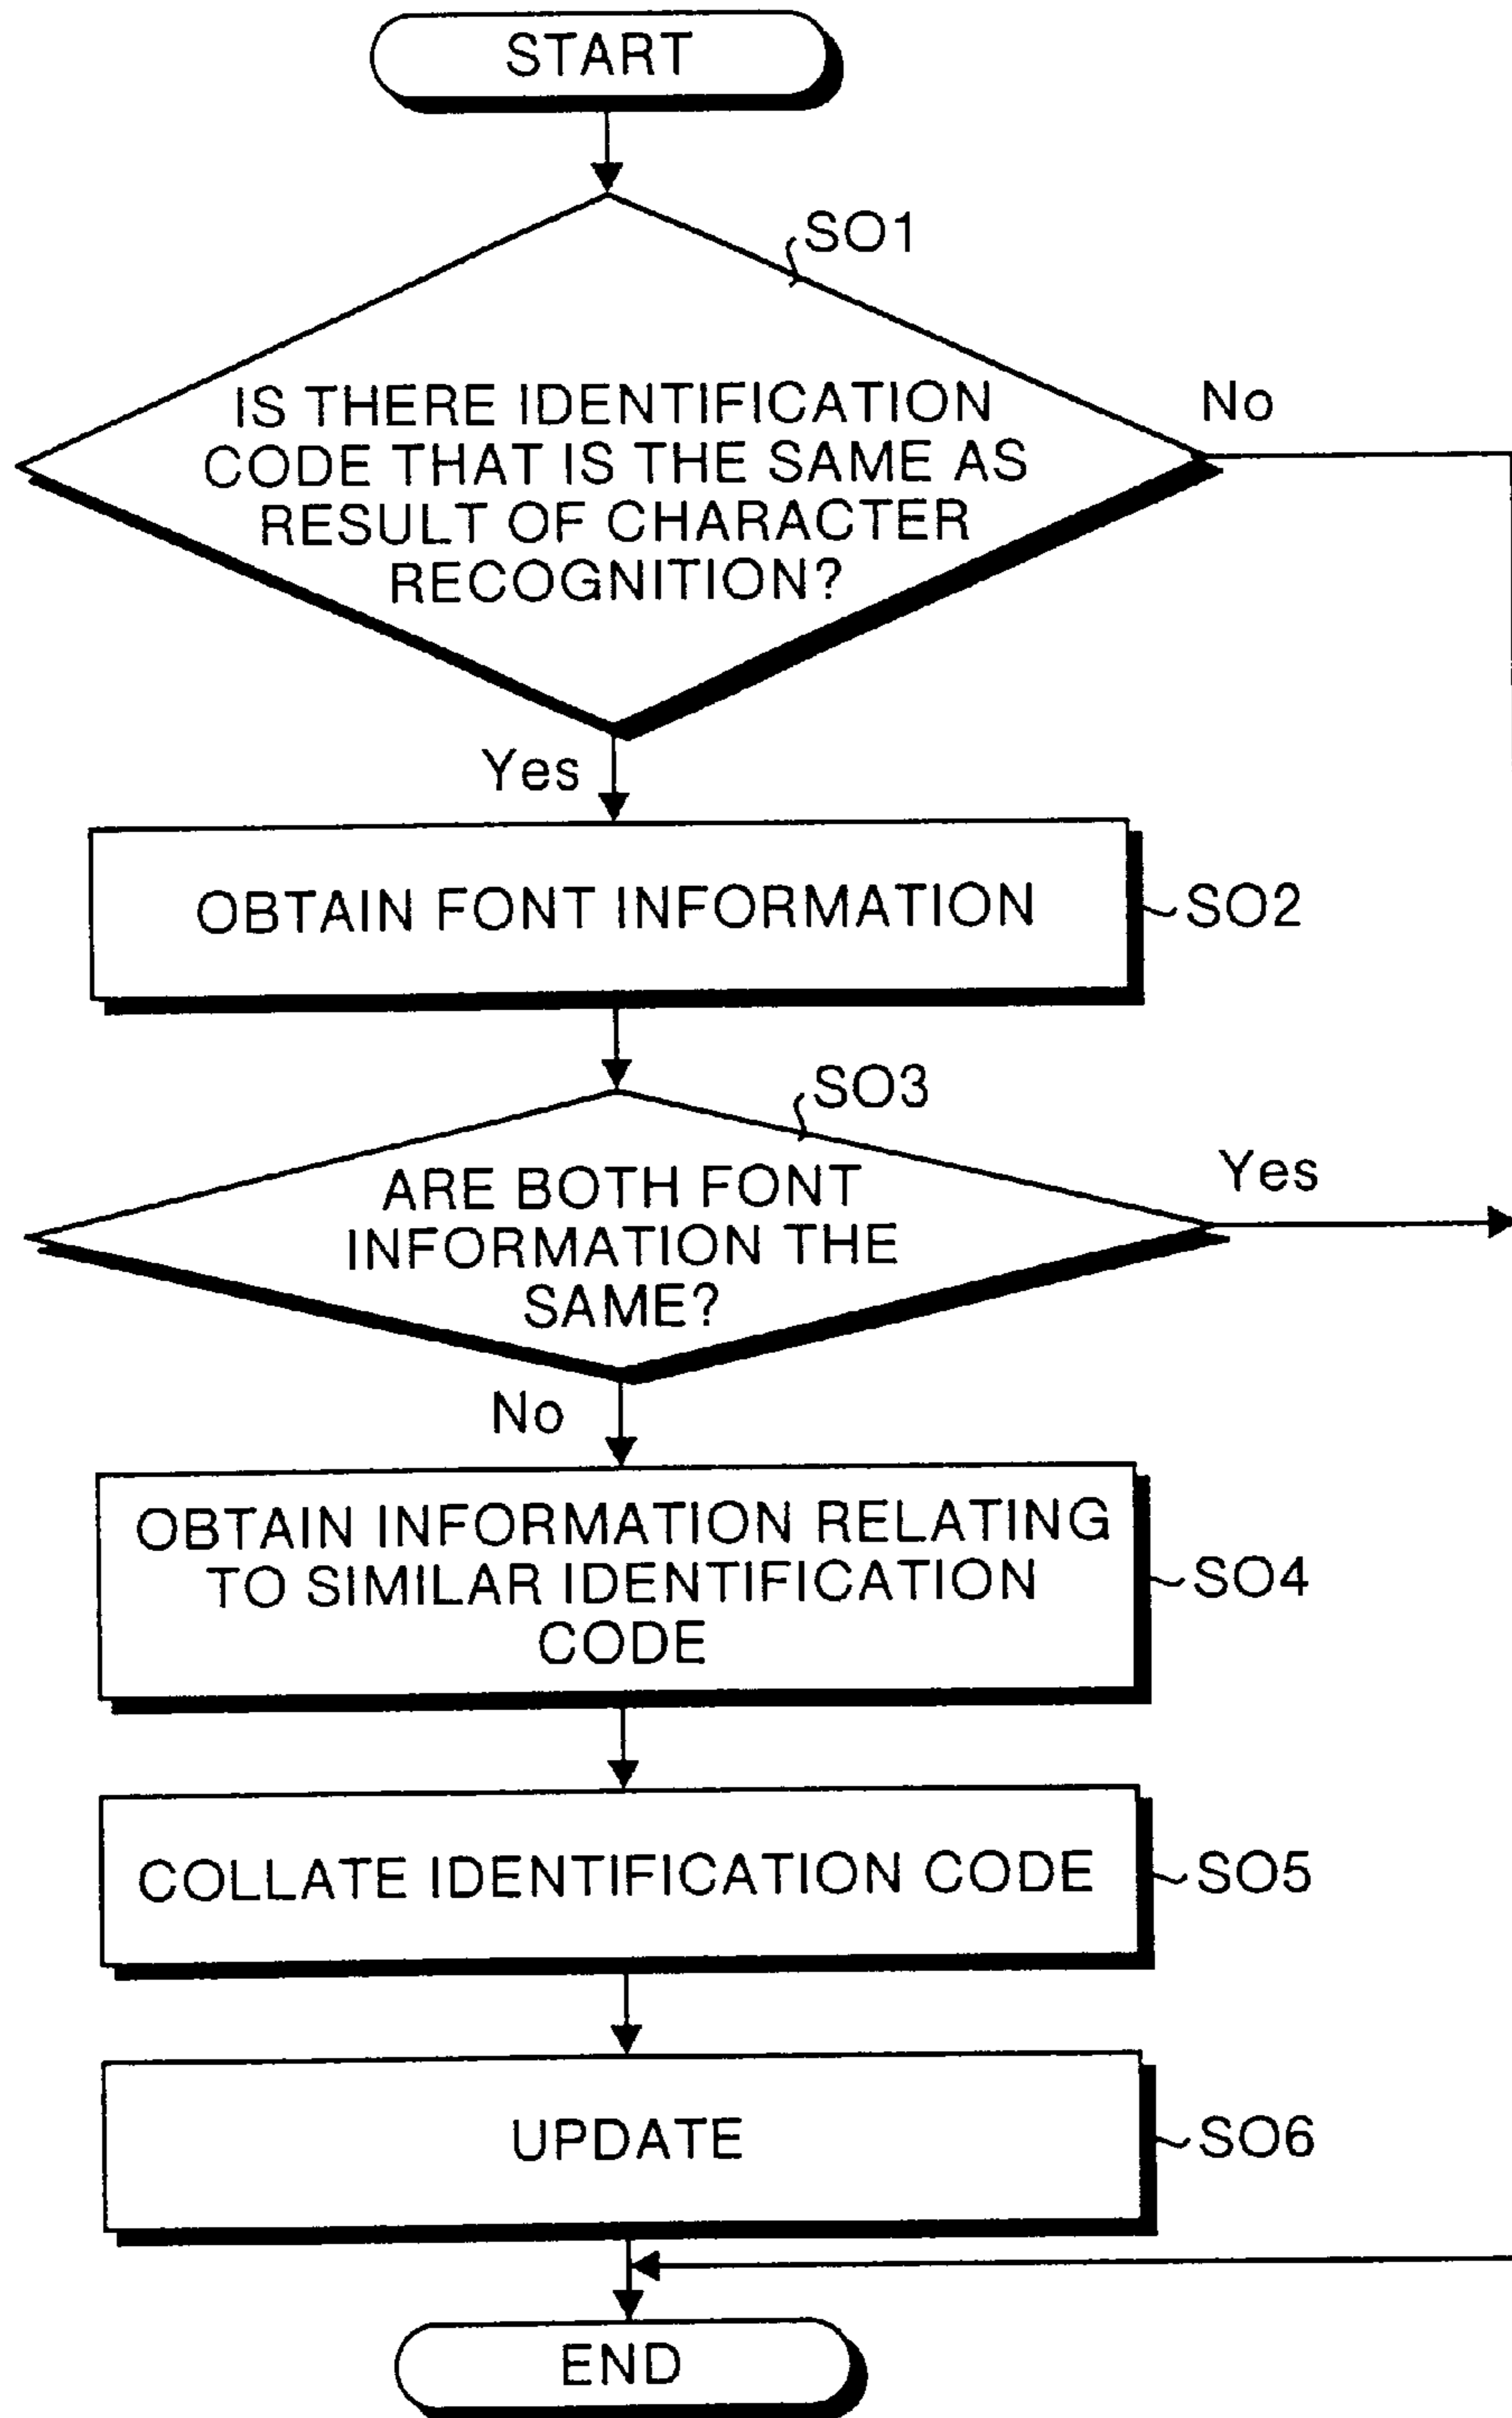 START
SO1
IS THERE IDENTIFICATION
CODE THAT IS THE SAME AS
RESULT OF CHARACTER
RECOGNITION?
No
Yes
OBTAIN FONT INFORMATION
SO2
SO3
ARE BOTH FONT
INFORMATION THE
SAME?
Yes
No
OBTAIN INFORMATION RELATING
TO SIMILAR IDENTIFICATION
CODE
SO4
COLLATE IDENTIFICATION CODE
SO5
UPDATE
SO6
END